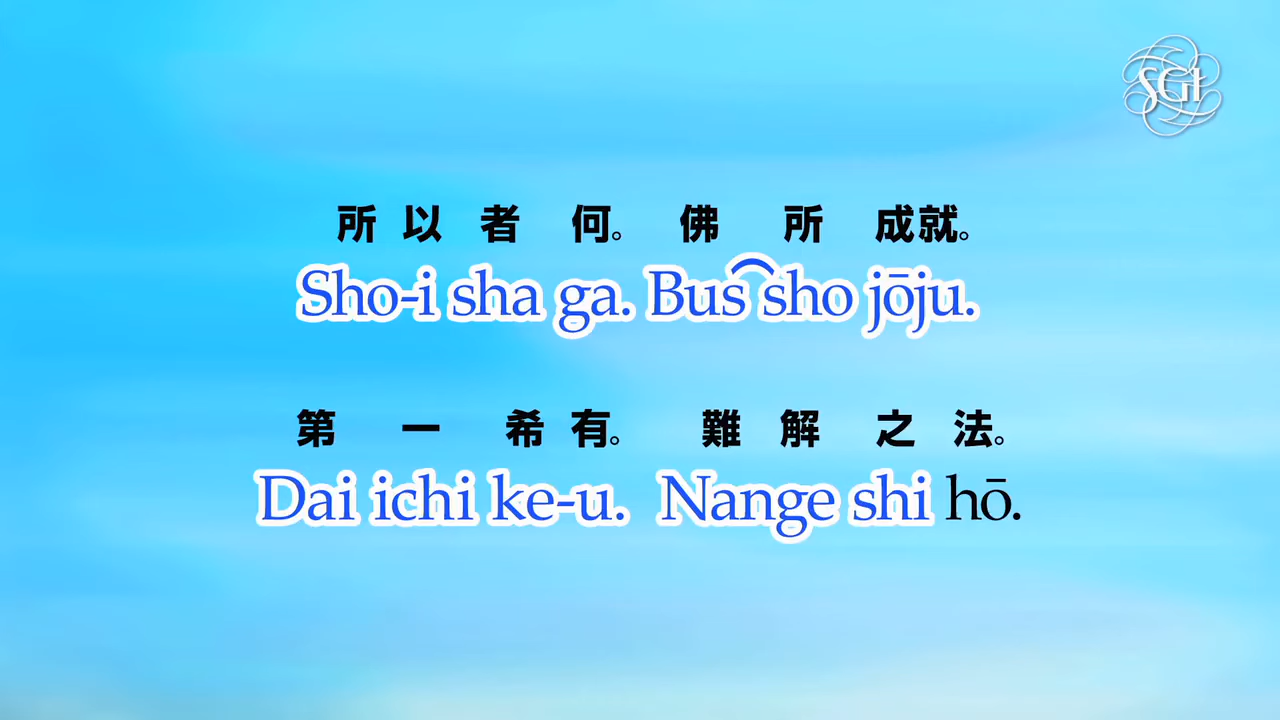 SGI
所以者何。佛所成就。
Sho-i sha ga. Bus sho jōju.
第一希有。難解之法。
Dai ichi ke-u. Nange shi hō.